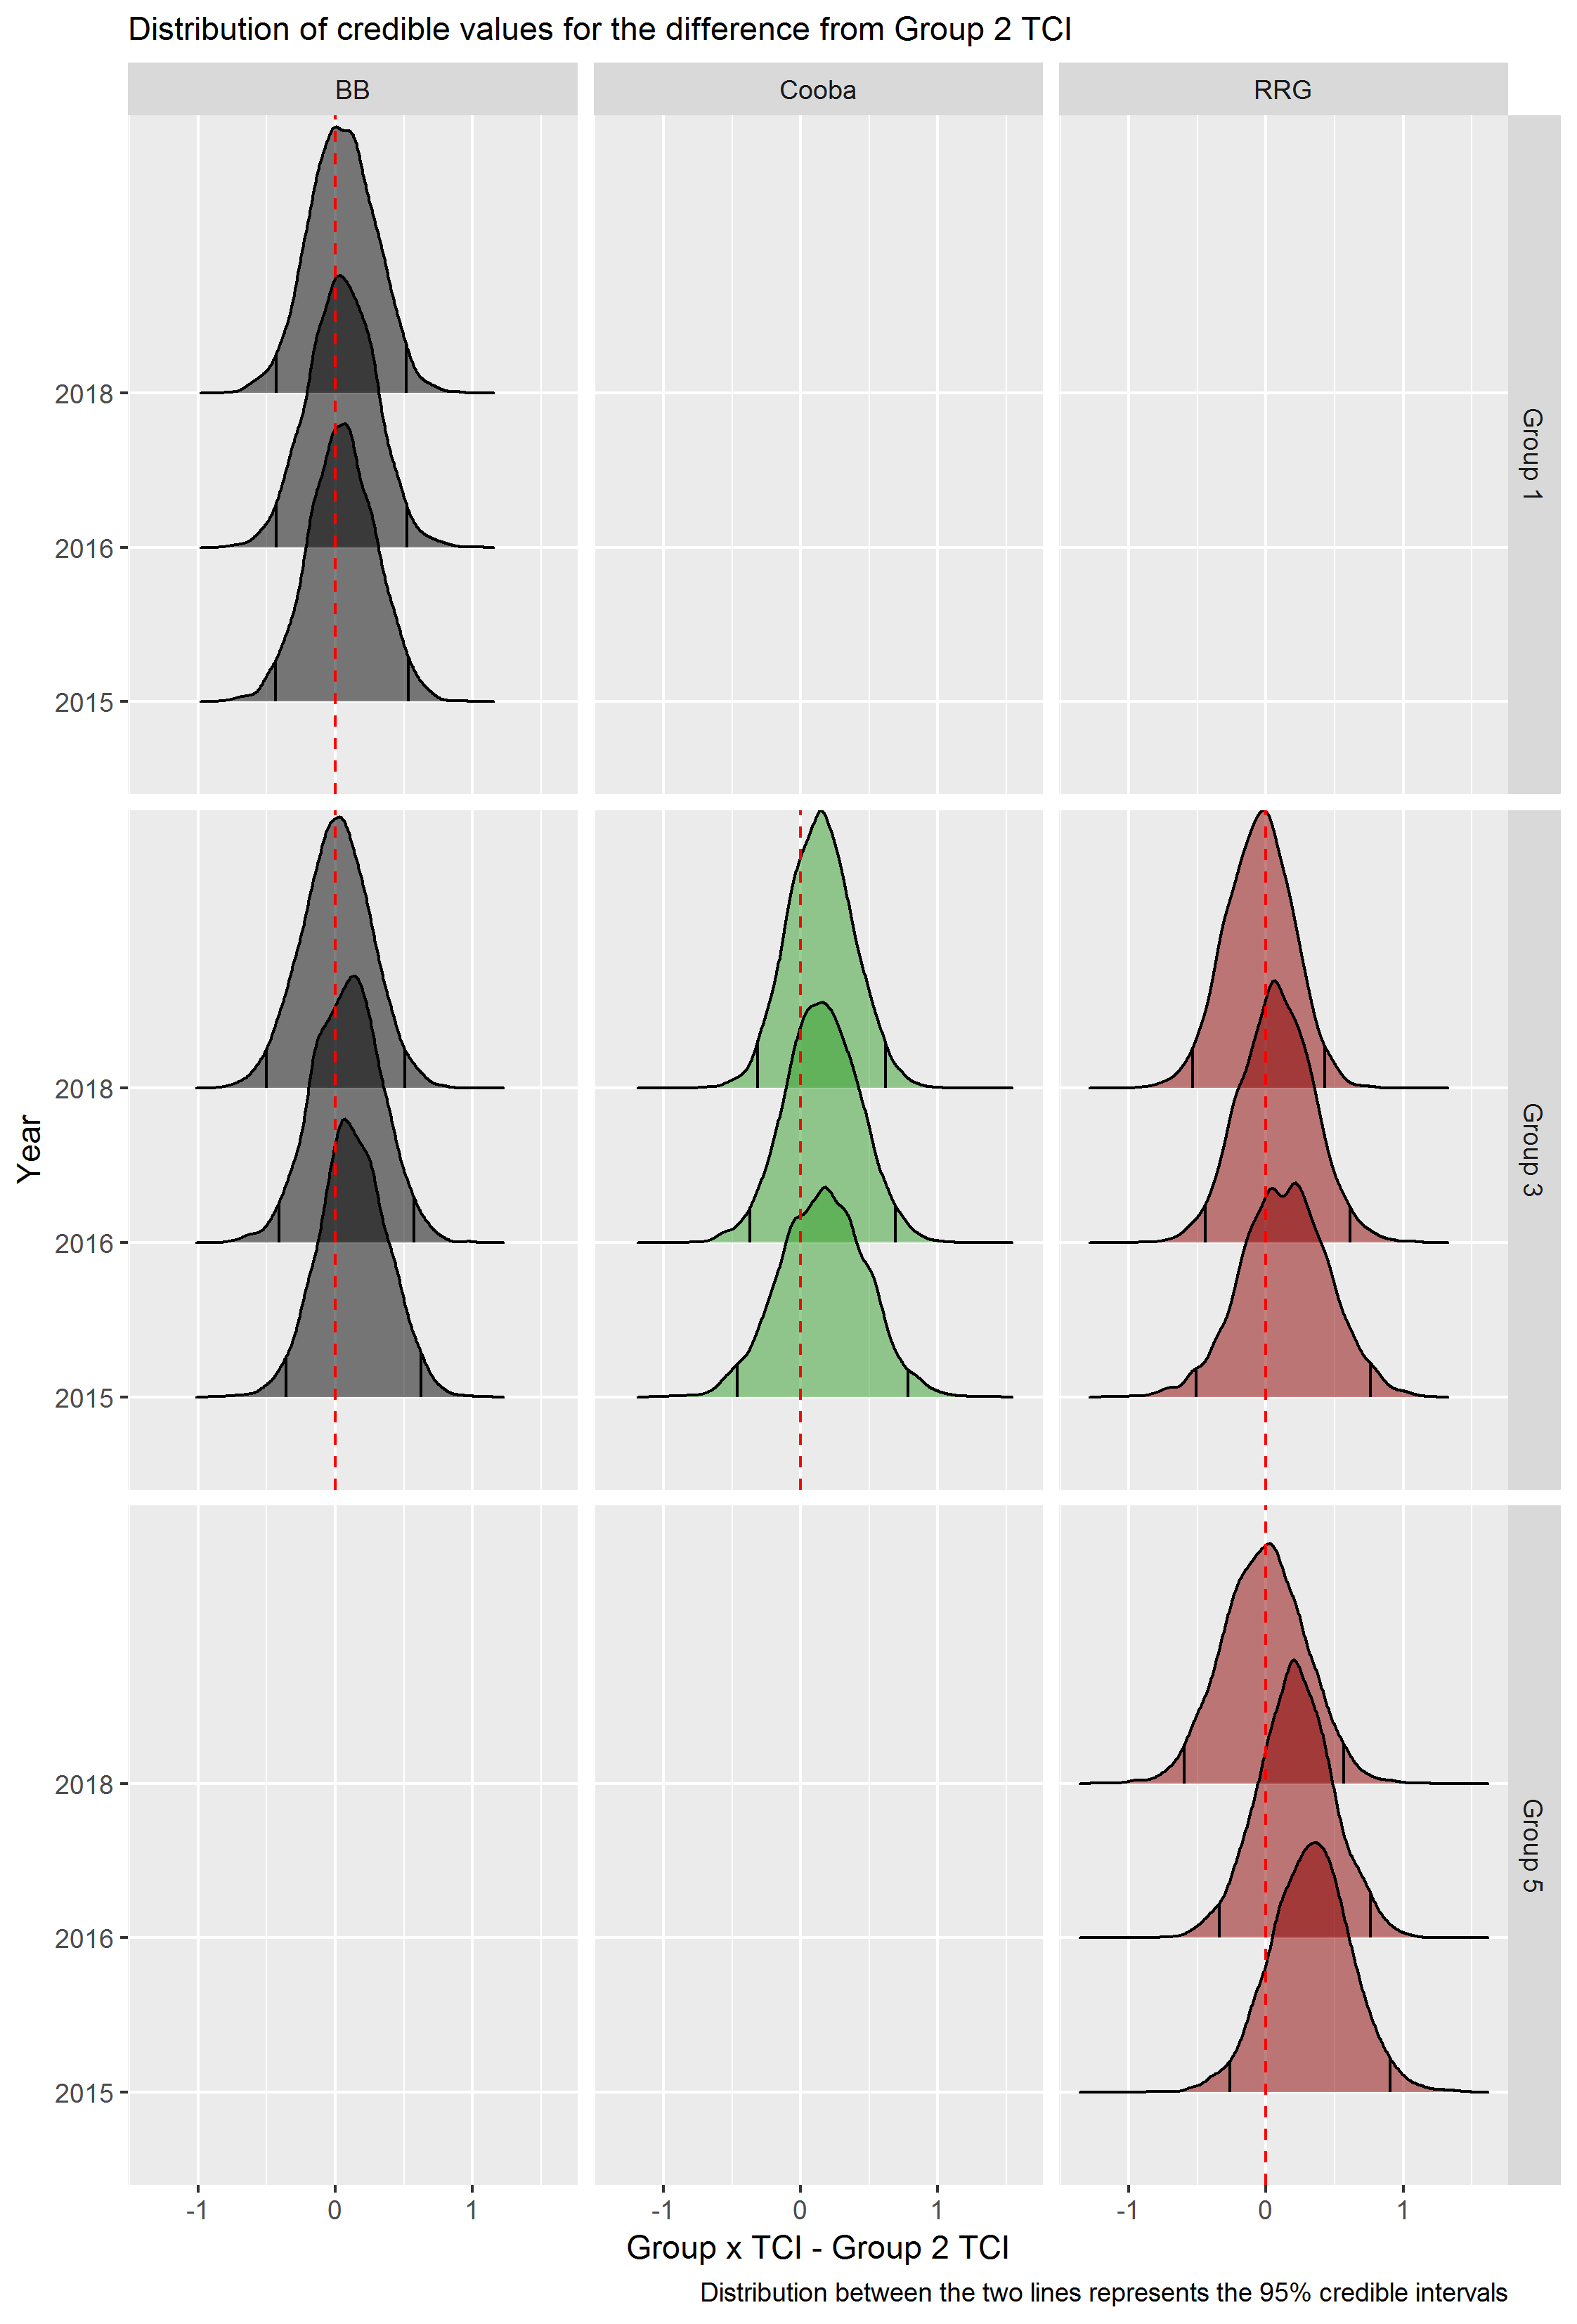 Distribution of credible values for the difference from Group 2 TCI
BB
Cooba
RRG
2018
2016
2015
Group 1
Year
2018
2016
2015
Group 3
2018
2016
2015
Group 5
-1 0 1
-1 0 1
-1 0 1
Group x TCI - Group 2 TCI
Distribution between the two lines represents the 95% credible intervals